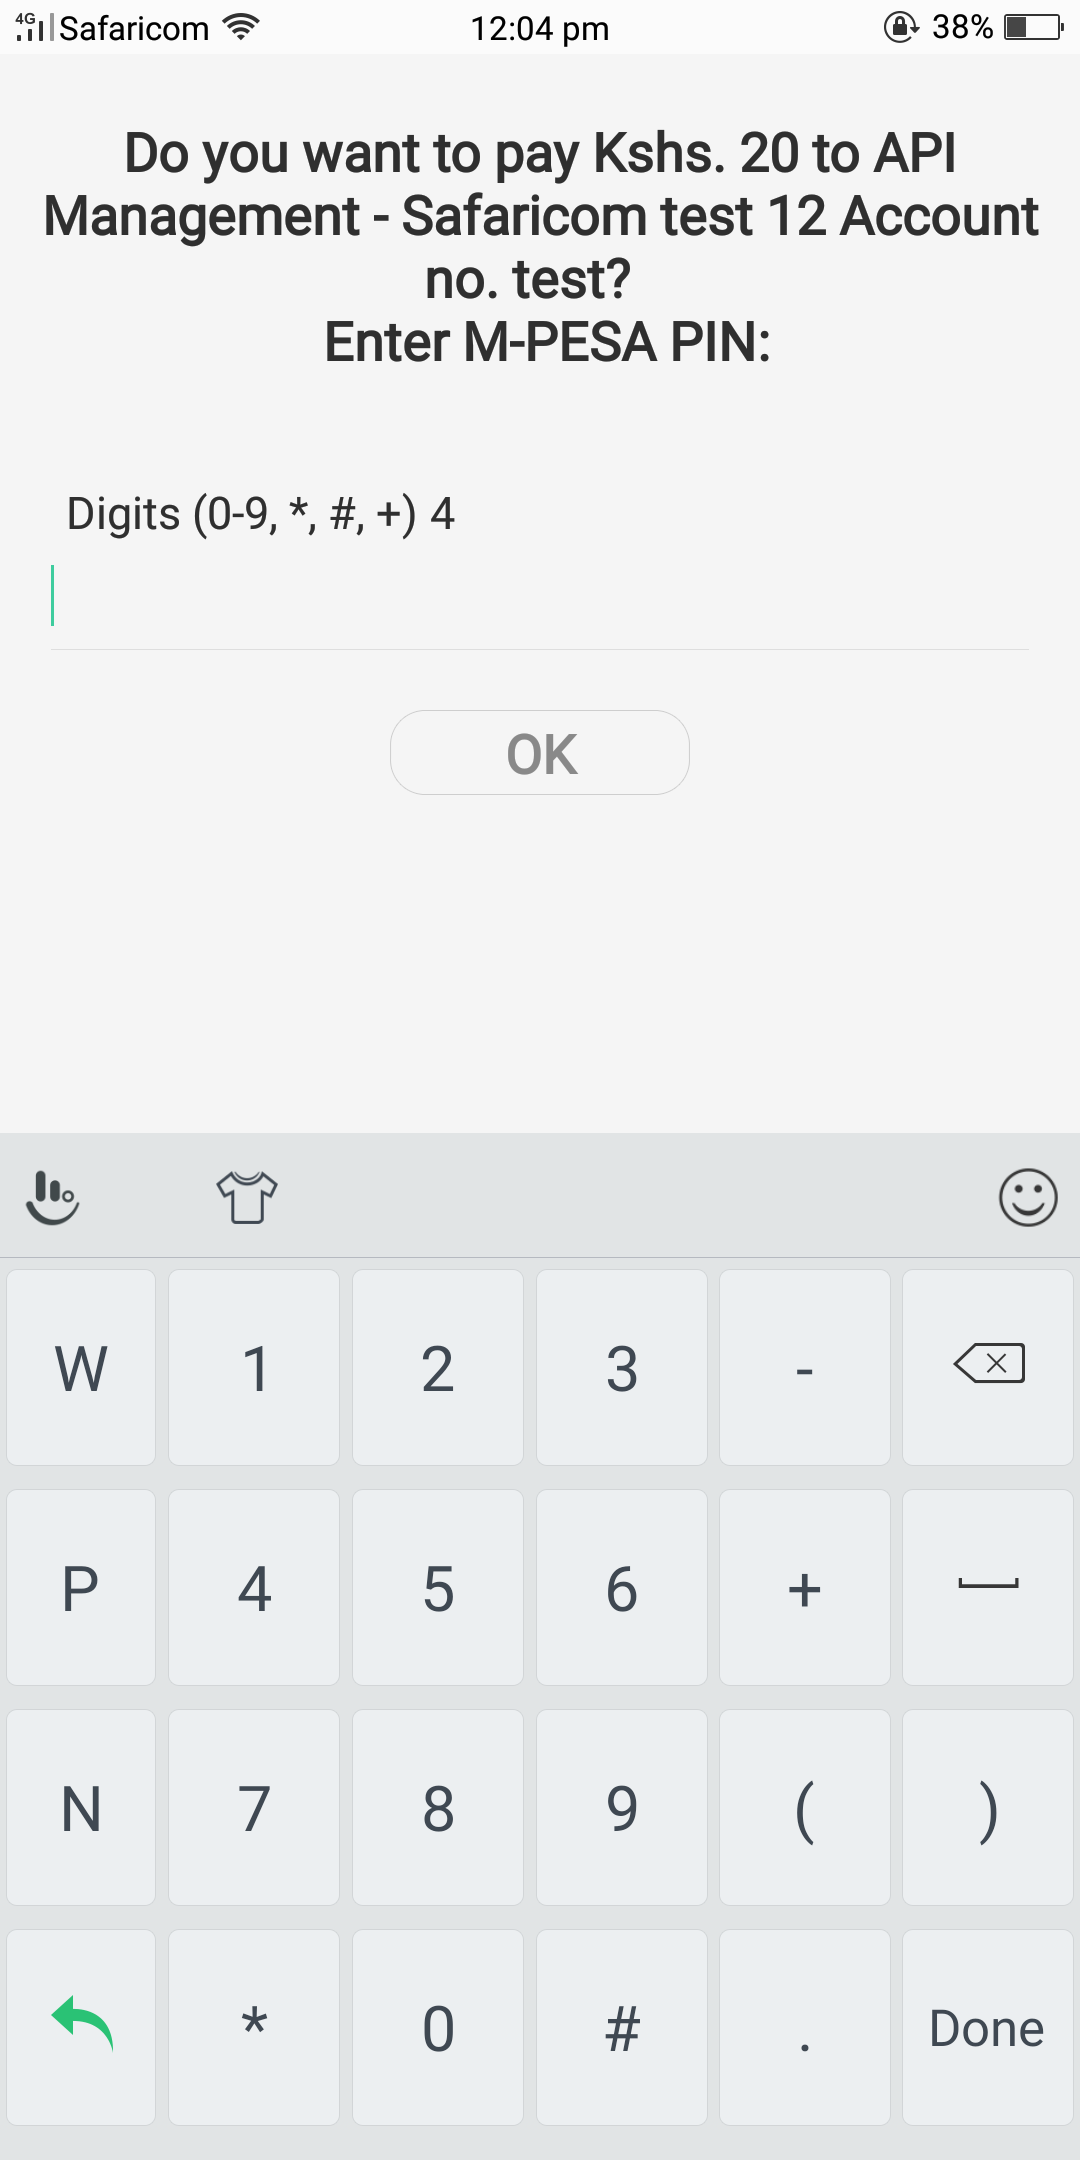 4G Safaricom 12:04 pm 38%
Do you want to pay Kshs. 20 to API
Management - Safaricom test 12 Account
no. test?
Enter M-PESA PIN:
Digits (0-9, *, #, +) 4
OK
W 1 2 3 -
P 4 5 6 +
N 7 8 9 ( )
* 0 # . Done